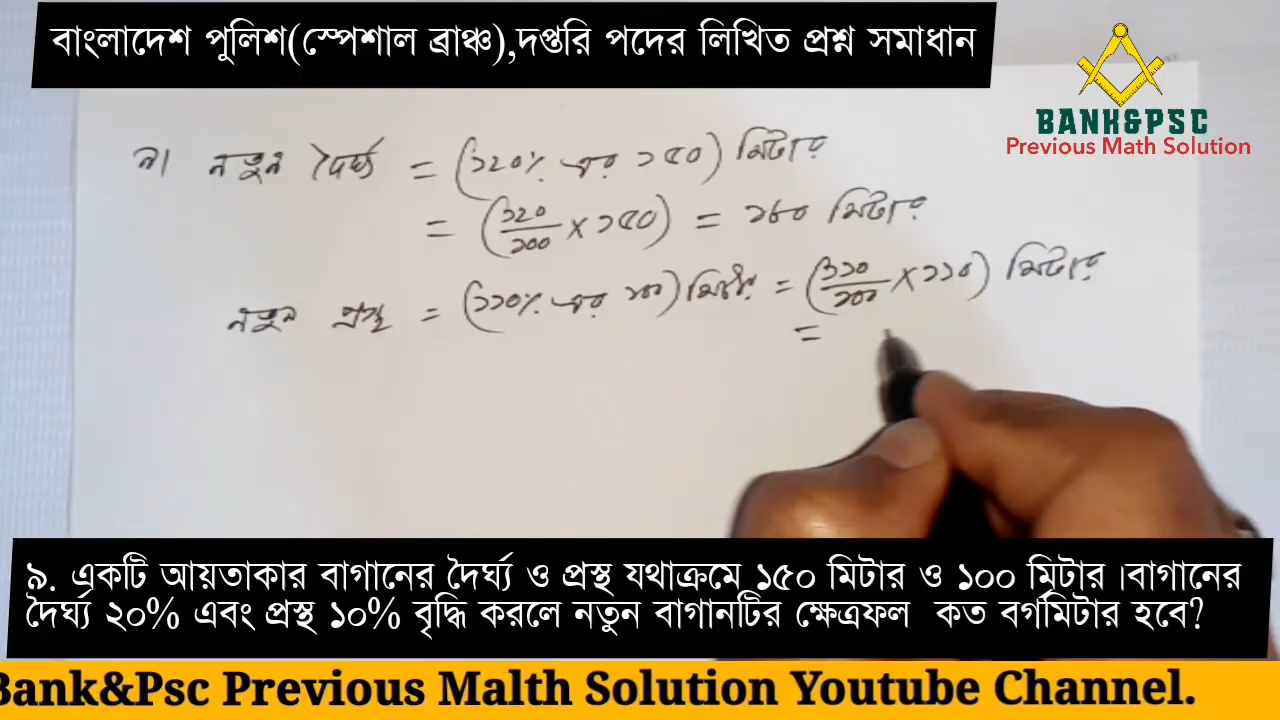 বাংলাদেশ পুলিশ(স্পেশাল ব্রাঞ্চ),দপ্তরি পদের লিখিত প্রশ্ন সমাধান
BANK&PSC
Previous Math Solution
৯। নতুন দৈর্ঘ্য = (১২০% এর ১৫০) মিটার
= (১২০/১০০ × ১৫০) = ১৮০ মিটার
নতুন প্রস্থ = (১১০% এর ১০০) মিটার = (১১০/১০০ × ১১০) মিটার
=
৯. একটি আয়তাকার বাগানের দৈর্ঘ্য ও প্রস্থ যথাক্রমে ১৫০ মিটার ও ১০০ মিটার।বাগানের
দৈর্ঘ্য ২০% এবং প্রস্থ ১০% বৃদ্ধি করলে নতুন বাগানটির ক্ষেত্রফল কত বর্গমিটার হবে?
Bank&Psc Previous Malth Solution Youtube Channel.